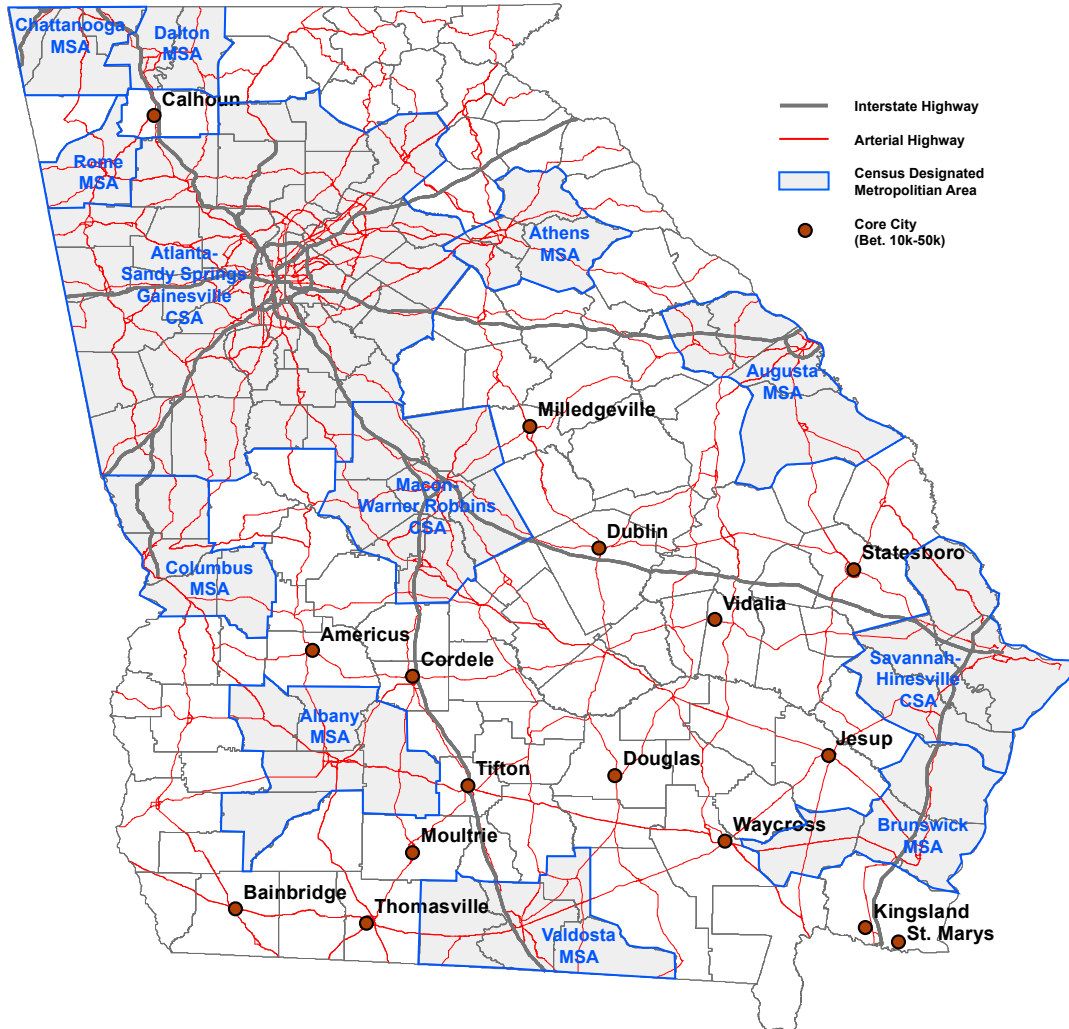 Chattanooga
MSA
Dalton
MSA
Calhoun
Interstate Highway
Arterial Highway
Census Designated
Metropolitian Area
Core City
(Bet. 10k-50k)
Rome
MSA
Athens
MSA
Atlanta-
Sandy Springs
Gainesville
CSA
Augusta
MSA
Milledgeville
Macon-
Warner Robbins
CSA
Dublin
Statesboro
Columbus
MSA
Vidalia
Americus
Cordele
Savannah-
Hinesville
CSA
Albany
MSA
Jesup
Tifton
Douglas
Waycross
Moultrie
Brunswick
MSA
Bainbridge
Thomasville
Kingsland
St. Marys
Valdosta
MSA